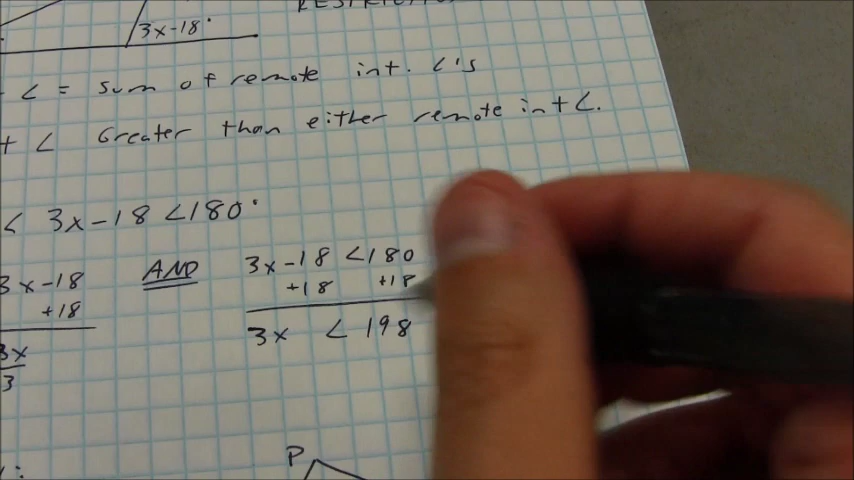 3x-18°
∠ = sum of remote int. ∠'s
∠ Greater than either remote int ∠.
< 3x-18 <180°
3x-18 AND 3x-18 <180
+18 +18 +18
3x 3x < 198
3
P